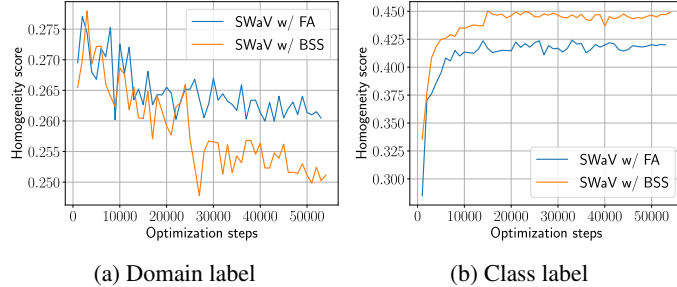 0.275
0.270
0.265
0.260
0.255
0.250
Homogeneity score
SWaV w/ FA
SWaV w/ BSS
0 10000 20000 30000 40000 50000
Optimization steps
(a) Domain label
0.450
0.425
0.400
0.375
0.350
0.325
0.300
Homogeneity score
SWaV w/ FA
SWaV w/ BSS
0 10000 20000 30000 40000 50000
Optimization steps
(b) Class label